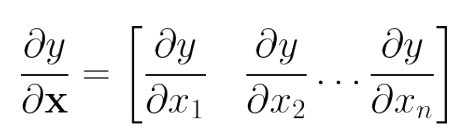 ∂y/∂𝐱 = [∂y/∂x₁ ∂y/∂x₂ … ∂y/∂xₙ]